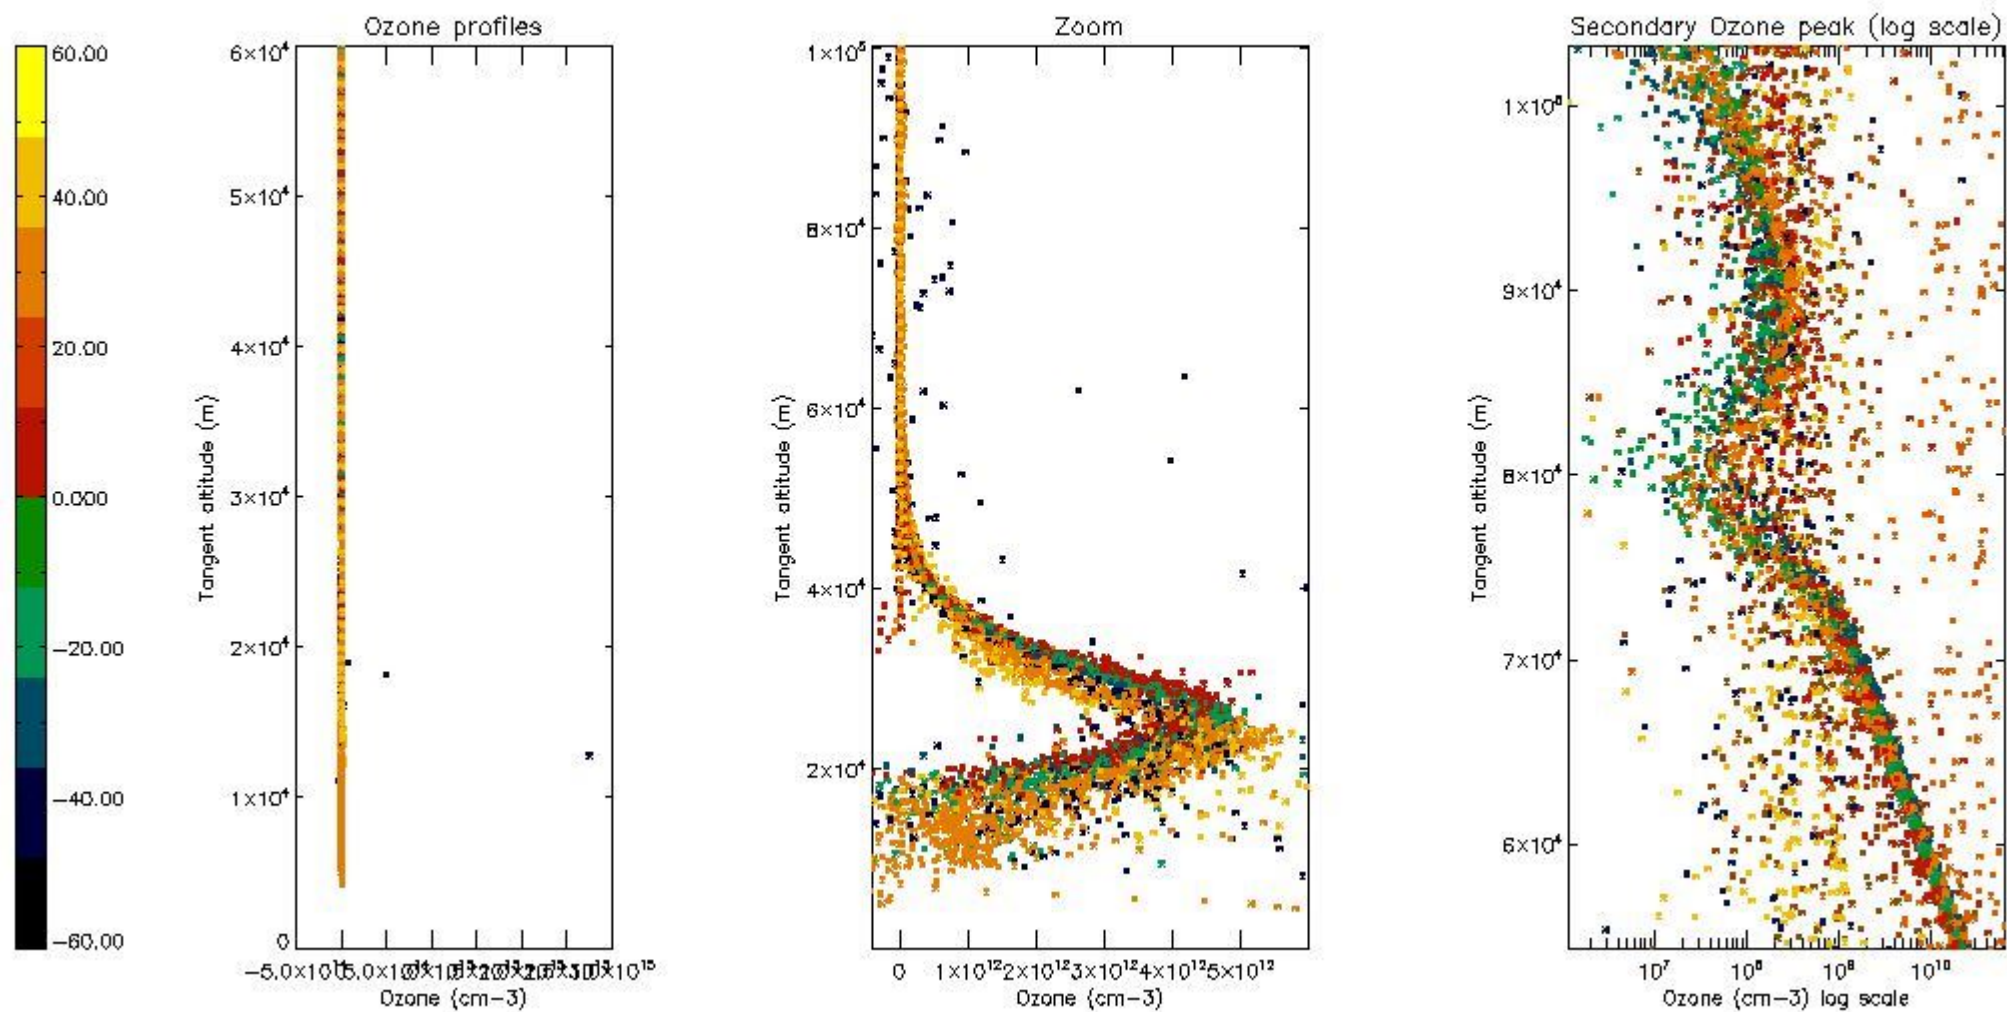 Ozone profiles
Zoom
Secondary Ozone peak (log scale)
60.00
40.00
20.00
0.000
−20.00
−40.00
−60.00
6×10⁴
5×10⁴
4×10⁴
3×10⁴
2×10⁴
1×10⁴
0
Tangent altitude (m)
Ozone (cm−3)
1×10⁵
8×10⁴
6×10⁴
4×10⁴
2×10⁴
Tangent altitude (m)
0 1×10¹² 2×10¹² 3×10¹² 4×10¹² 5×10¹²
Ozone (cm−3)
9×10⁴
8×10⁴
7×10⁴
6×10⁴
Tangent altitude (m)
10⁷ 10⁸ 10⁹ 10¹⁰
Ozone (cm−3) log scale